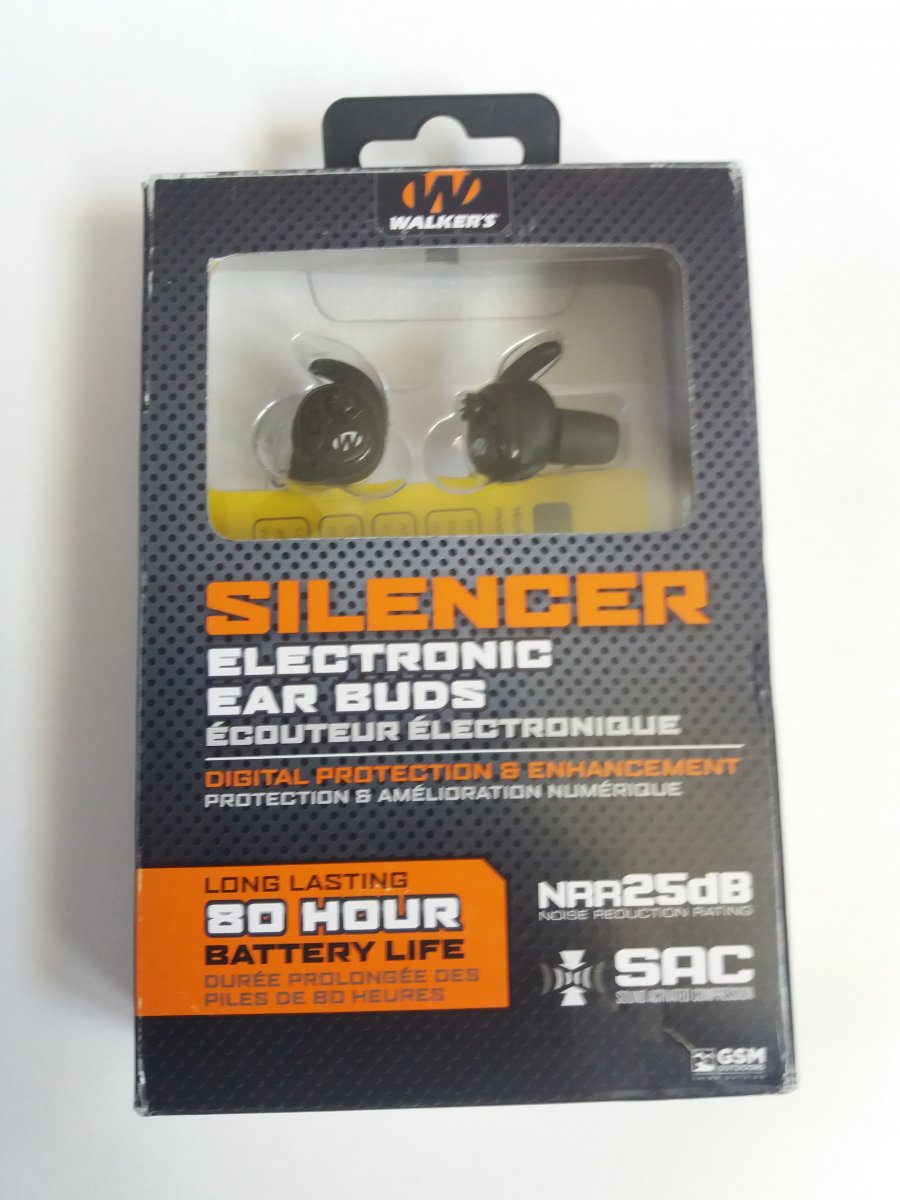 W
WALKER'S
W
SILENCER
ELECTRONIC
EAR BUDS
ÉCOUTEUR ÉLECTRONIQUE
DIGITAL PROTECTION & ENHANCEMENT
PROTECTION & AMÉLIORATION NUMÉRIQUE
LONG LASTING
80 HOUR
BATTERY LIFE
DURÉE PROLONGÉE DES
PILES DE 80 HEURES
NRR25dB
NOISE REDUCTION RATING
SAC
SOUND ACTIVATED COMPRESSION
GSM
OUTDOORS